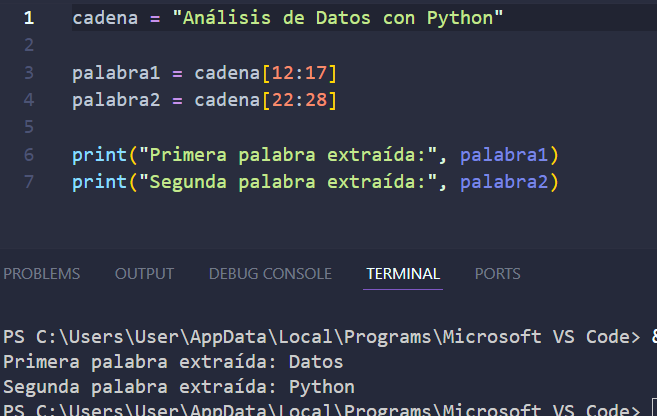 1 cadena = "Análisis de Datos con Python"
2
3 palabra1 = cadena[12:17]
4 palabra2 = cadena[22:28]
5
6 print("Primera palabra extraída:", palabra1)
7 print("Segunda palabra extraída:", palabra2)
PROBLEMS OUTPUT DEBUG CONSOLE TERMINAL PORTS
PS C:\Users\User\AppData\Local\Programs\Microsoft VS Code> &
Primera palabra extraída: Datos
Segunda palabra extraída: Python
PS C:\Users\User\AppData\Local\Programs\Microsoft VS Code>